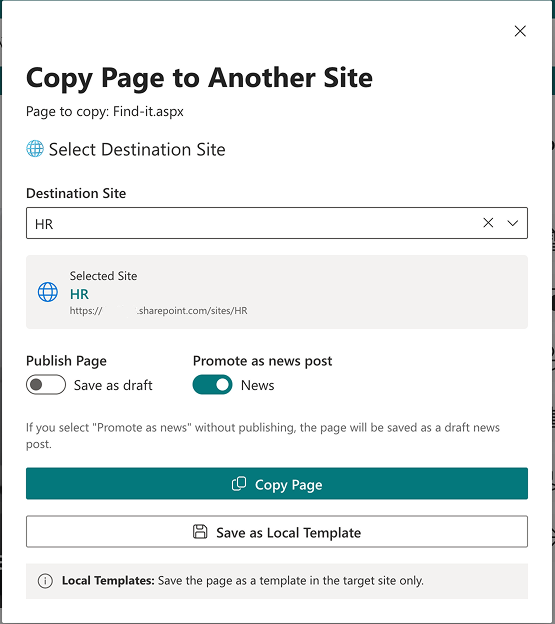 Copy Page to Another Site
Page to copy: Find-it.aspx
Select Destination Site
Destination Site
HR
Selected Site
HR
https:// .sharepoint.com/sites/HR
Publish Page Promote as news post
Save as draft News
If you select "Promote as news" without publishing, the page will be saved as a draft news
post.
Copy Page
Save as Local Template
Local Templates: Save the page as a template in the target site only.